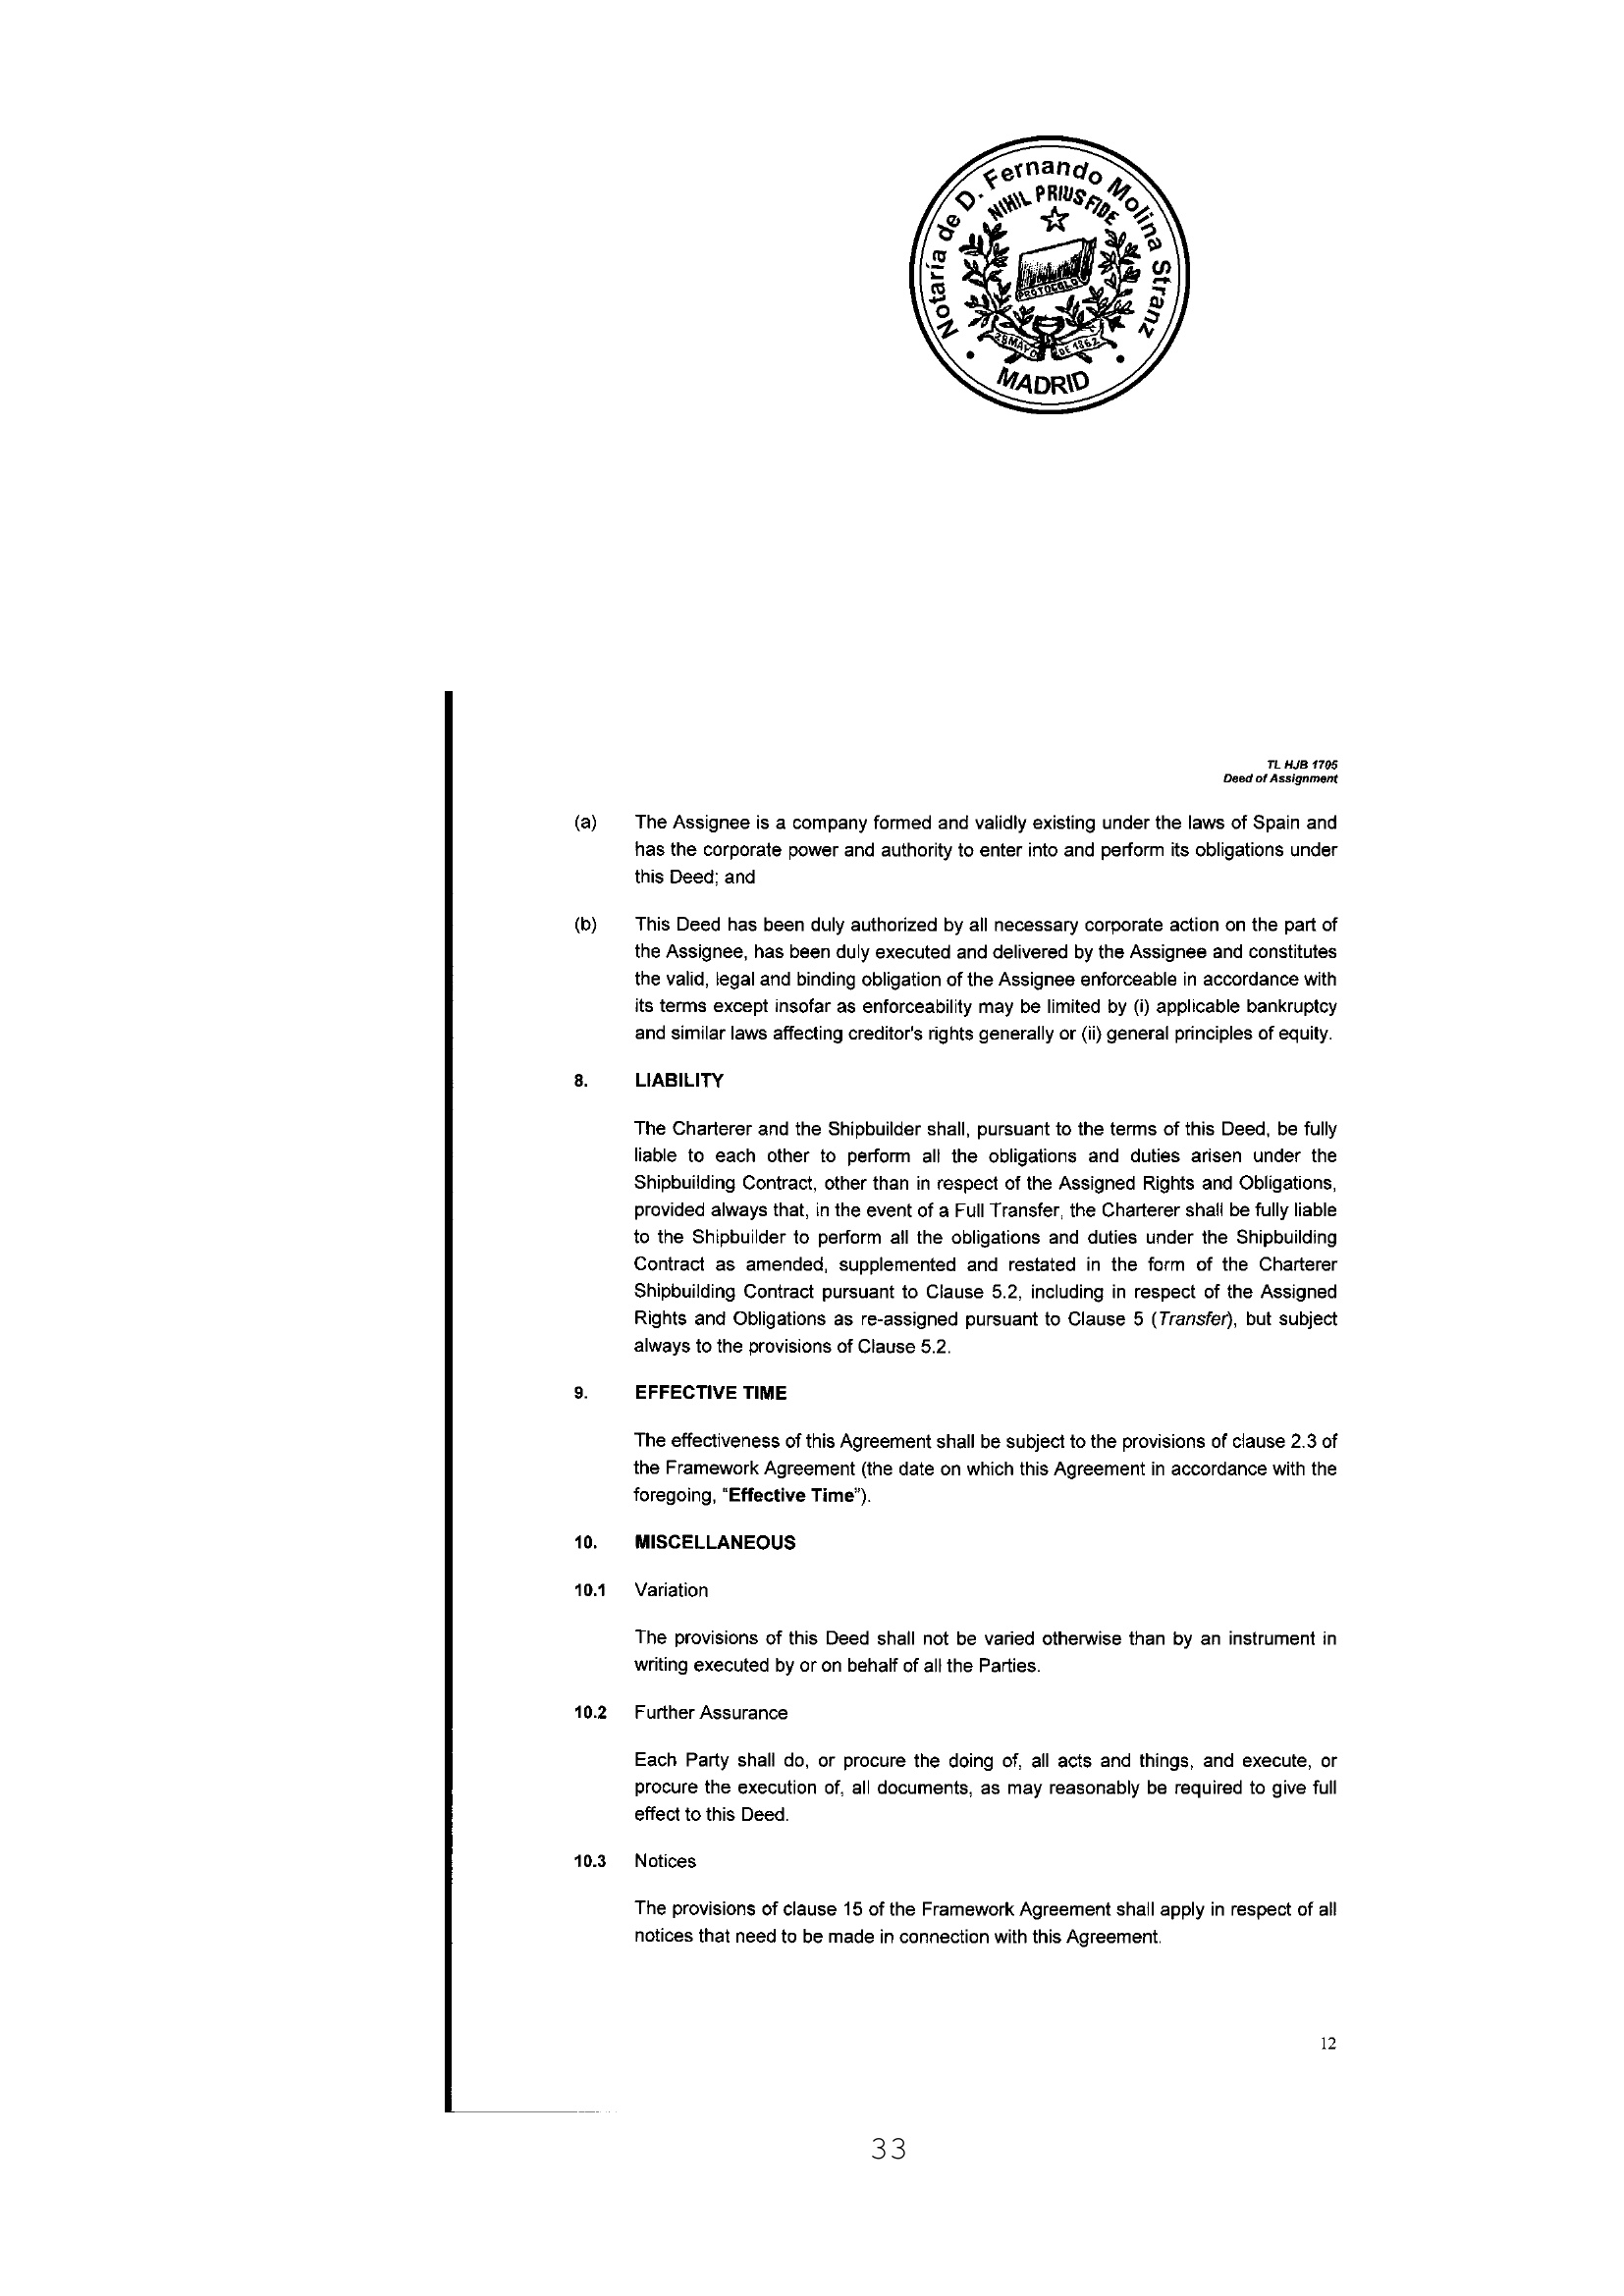 Notaría de D. Fernando Molina Stranz
NIHIL PRIUS FIDE
PROTOCOLO
28 MAYO DE 1862
MADRID
TL HJB 1705
Deed of Assignment
(a) The Assignee is a company formed and validly existing under the laws of Spain and
has the corporate power and authority to enter into and perform its obligations under
this Deed; and
(b) This Deed has been duly authorized by all necessary corporate action on the part of
the Assignee, has been duly executed and delivered by the Assignee and constitutes
the valid, legal and binding obligation of the Assignee enforceable in accordance with
its terms except insofar as enforceability may be limited by (i) applicable bankruptcy
and similar laws affecting creditor's rights generally or (ii) general principles of equity.
8. LIABILITY
The Charterer and the Shipbuilder shall, pursuant to the terms of this Deed, be fully
liable to each other to perform all the obligations and duties arisen under the
Shipbuilding Contract, other than in respect of the Assigned Rights and Obligations,
provided always that, in the event of a Full Transfer, the Charterer shall be fully liable
to the Shipbuilder to perform all the obligations and duties under the Shipbuilding
Contract as amended, supplemented and restated in the form of the Charterer
Shipbuilding Contract pursuant to Clause 5.2, including in respect of the Assigned
Rights and Obligations as re-assigned pursuant to Clause 5 (Transfer), but subject
always to the provisions of Clause 5.2.
9. EFFECTIVE TIME
The effectiveness of this Agreement shall be subject to the provisions of clause 2.3 of
the Framework Agreement (the date on which this Agreement in accordance with the
foregoing, "Effective Time").
10. MISCELLANEOUS
10.1 Variation
The provisions of this Deed shall not be varied otherwise than by an instrument in
writing executed by or on behalf of all the Parties.
10.2 Further Assurance
Each Party shall do, or procure the doing of, all acts and things, and execute, or
procure the execution of, all documents, as may reasonably be required to give full
effect to this Deed.
10.3 Notices
The provisions of clause 15 of the Framework Agreement shall apply in respect of all
notices that need to be made in connection with this Agreement.
12
33